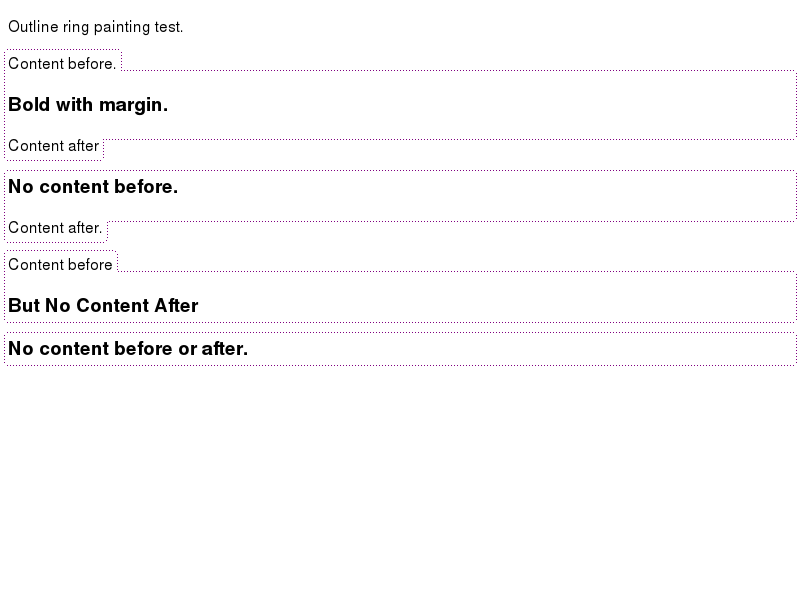 Outline ring painting test.
Content before.
Bold with margin.
Content after
No content before.
Content after.
Content before
But No Content After
No content before or after.